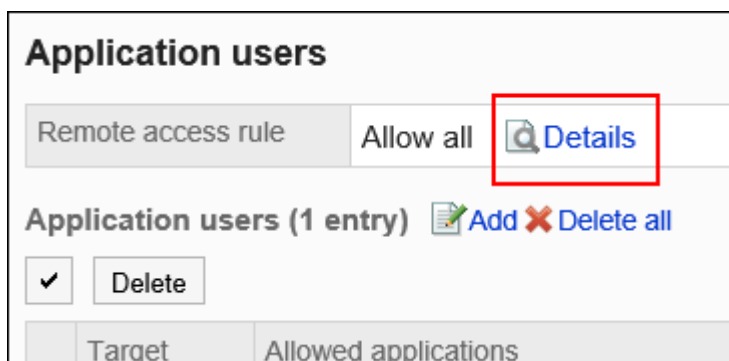 Application users
Remote access rule Allow all Details
Application users (1 entry) Add Delete all
Delete
Target Allowed applications